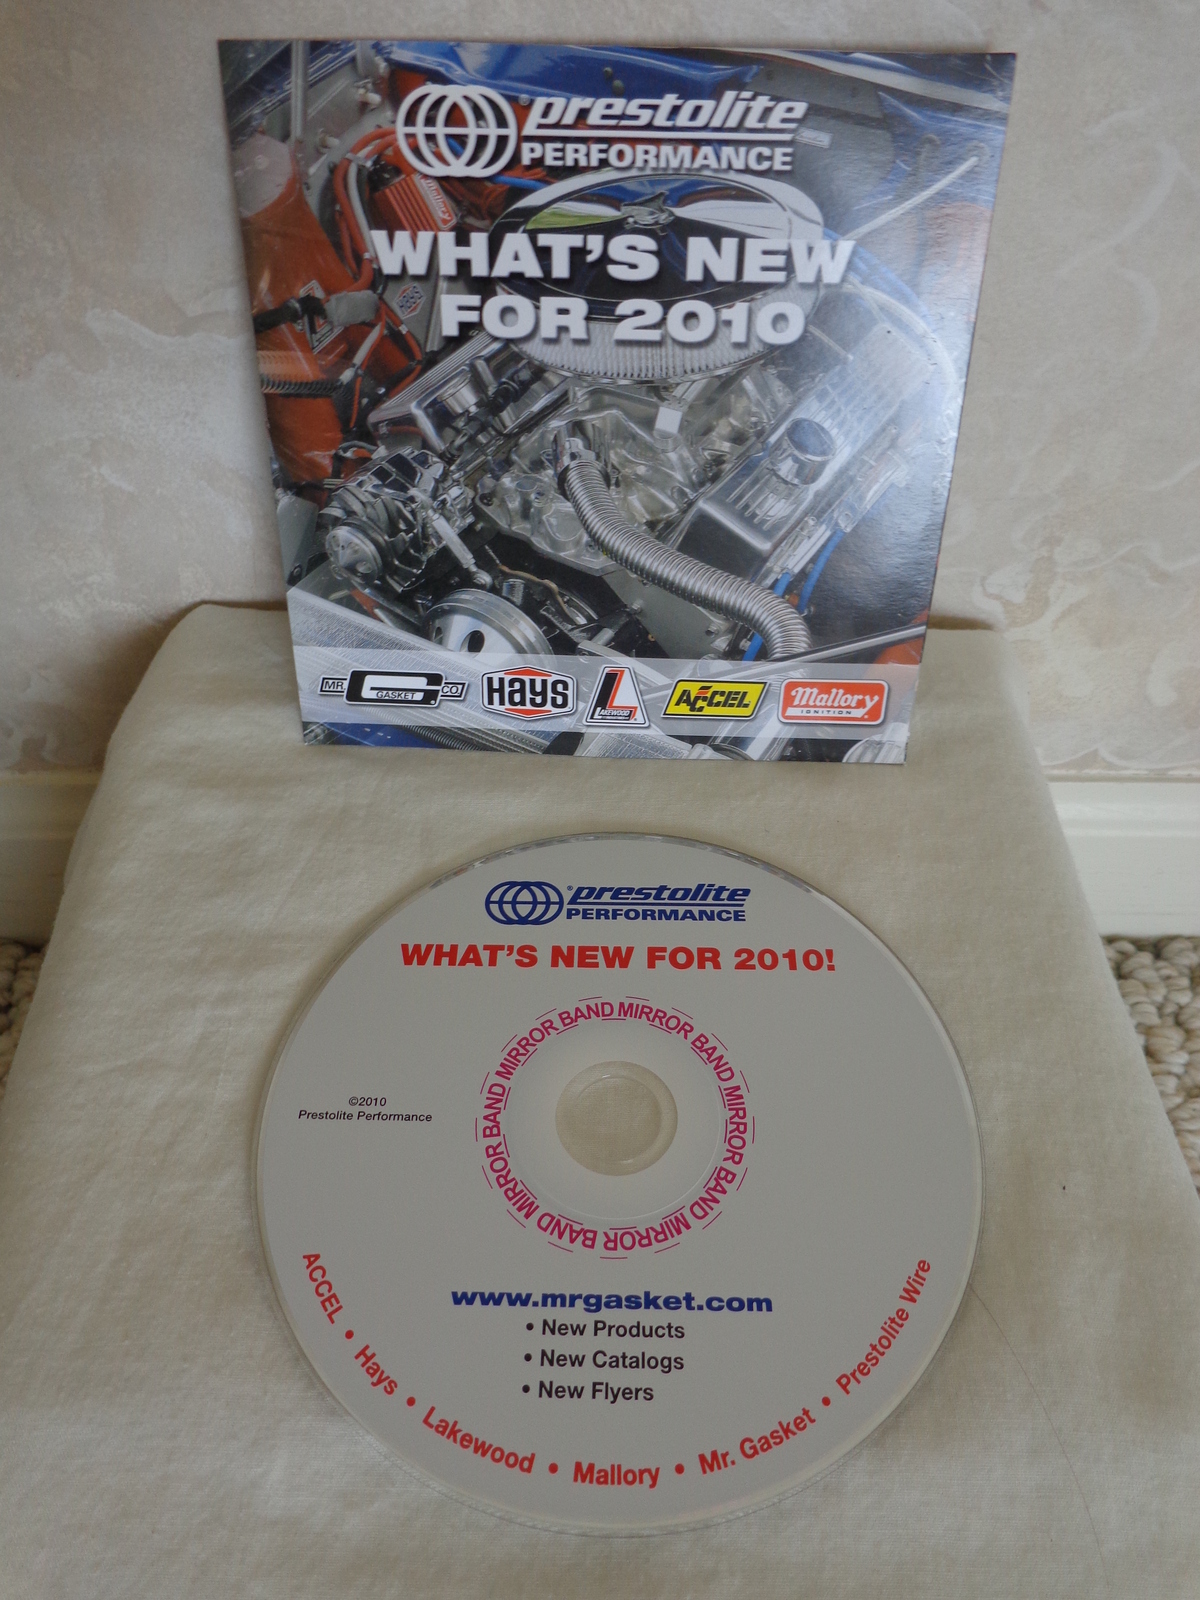 ® prestolite
PERFORMANCE
WHAT'S NEW
FOR 2010
Mallory
HAYS
MR. GASKET CO.
HAYS
LAKEWOOD
ACCEL
Mallory
IGNITION
® prestolite
PERFORMANCE
WHAT'S NEW FOR 2010!
MIRROR BAND MIRROR BAND MIRROR BAND MIRROR BAND MIRROR BAND
©2010
Prestolite Performance
www.mrgasket.com
• New Products
• New Catalogs
• New Flyers
ACCEL • Hays • Lakewood • Mallory • Mr. Gasket • Prestolite Wire